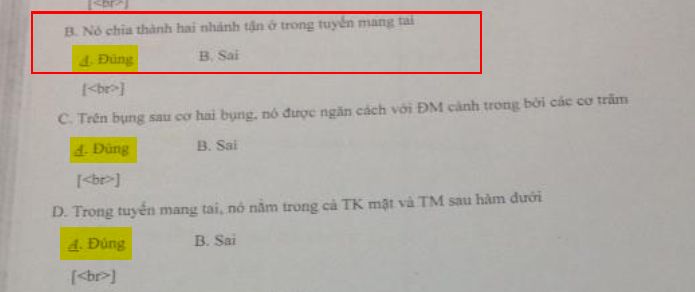 [<br>]
B. Nó chia thành hai nhánh tận ở trong tuyến mang tai
A. Đúng B. Sai
[<br>]
C. Trên bụng sau cơ hai bụng, nó được ngăn cách với ĐM cảnh trong bởi các cơ trâm
A. Đúng B. Sai
[<br>]
D. Trong tuyến mang tai, nó nằm trong cả TK mặt và TM sau hàm dưới
A. Đúng B. Sai
[<br>]